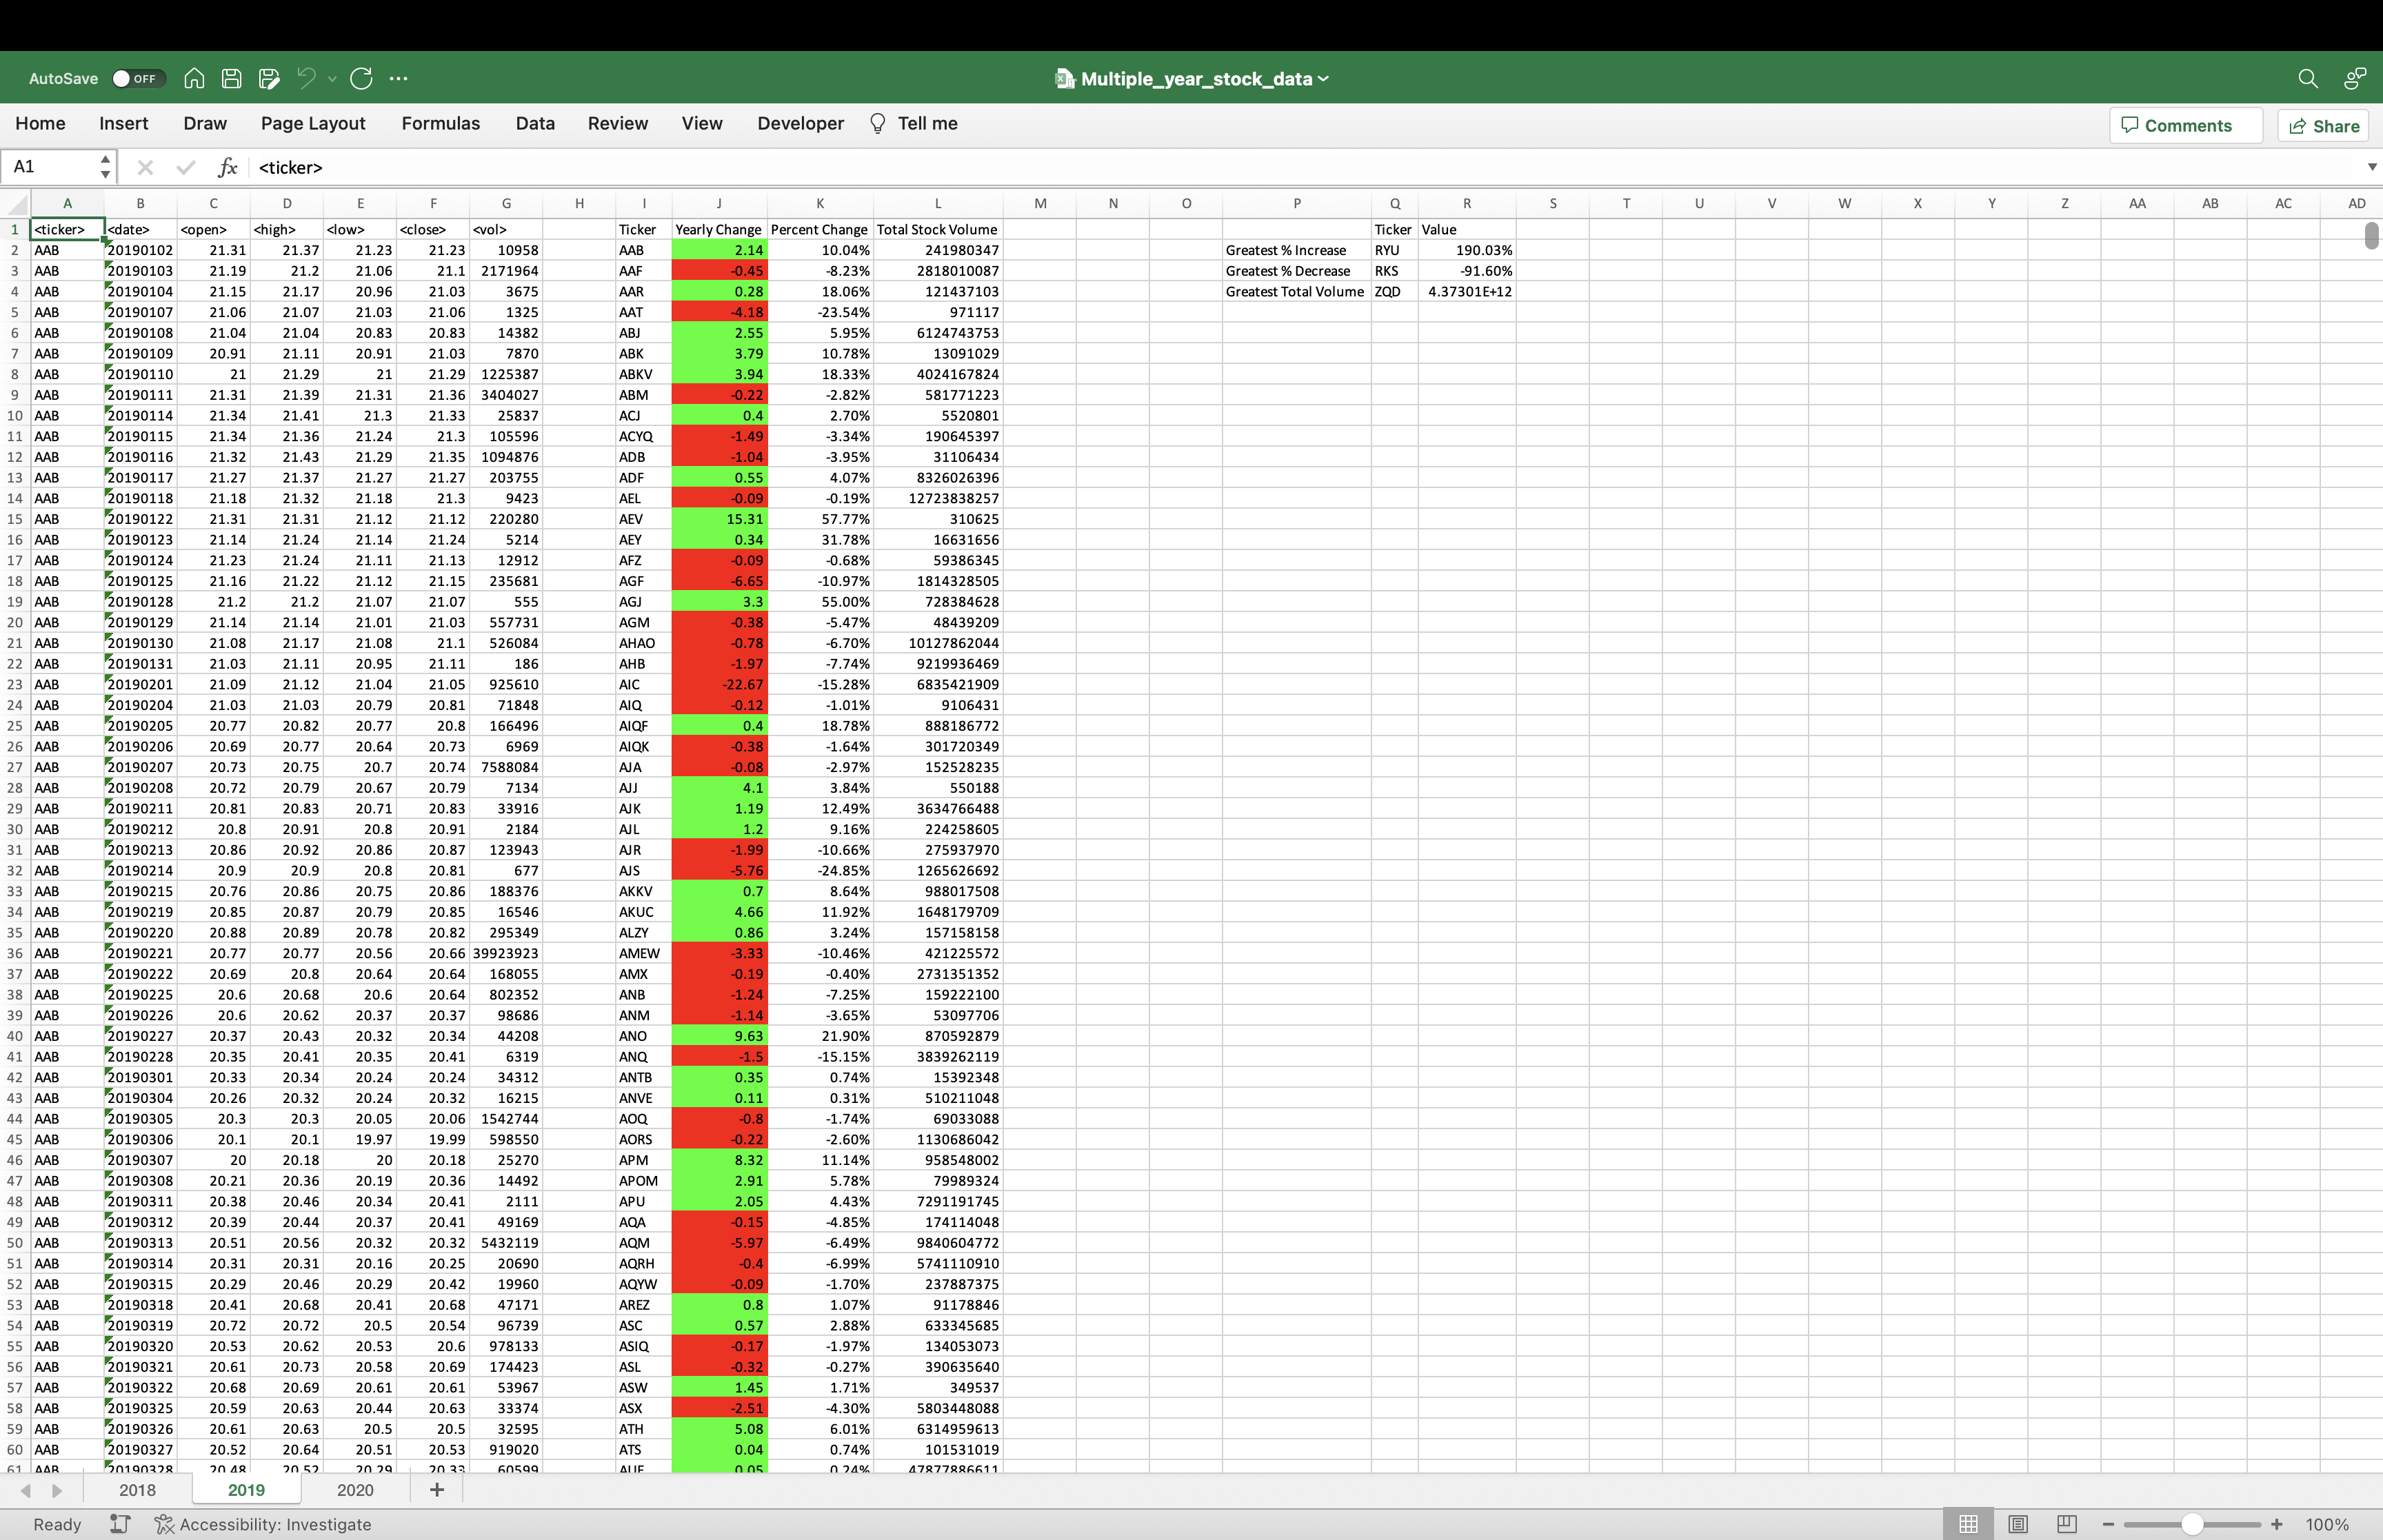 AutoSave OFF Multiple_year_stock_data
Home Insert Draw Page Layout Formulas Data Review View Developer Tell me Comments Share
A1 fx <ticker>
A B C D E F G H I J K L M N O P Q R S T U V W X Y Z AA AB AC AD
1 <ticker> <date> <open> <high> <low> <close> <vol> Ticker Yearly Change Percent Change Total Stock Volume Ticker Value
2 AAB 20190102 21.31 21.37 21.23 21.23 10958 AAB 2.14 10.04% 241980347 Greatest % Increase RYU 190.03%
3 AAB 20190103 21.19 21.2 21.06 21.1 2171964 AAF -0.45 -8.23% 2818010087 Greatest % Decrease RKS -91.60%
4 AAB 20190104 21.15 21.17 20.96 21.03 3675 AAR 0.28 18.06% 121437103 Greatest Total Volume ZQD 4.37301E+12
5 AAB 20190107 21.06 21.07 21.03 21.06 1325 AAT -4.18 -23.54% 971117
6 AAB 20190108 21.04 21.04 20.83 20.83 14382 ABJ 2.55 5.95% 6124743753
7 AAB 20190109 20.91 21.11 20.91 21.03 7870 ABK 3.79 10.78% 13091029
8 AAB 20190110 21 21.29 21 21.29 1225387 ABKV 3.94 18.33% 4024167824
9 AAB 20190111 21.31 21.39 21.31 21.36 3404027 ABM -0.22 -2.82% 581771223
10 AAB 20190114 21.34 21.41 21.3 21.33 25837 ACJ 0.4 2.70% 5520801
11 AAB 20190115 21.34 21.36 21.24 21.3 105596 ACYQ -1.49 -3.34% 190645397
12 AAB 20190116 21.32 21.43 21.29 21.35 1094876 ADB -1.04 -3.95% 31106434
13 AAB 20190117 21.27 21.37 21.27 21.27 203755 ADF 0.55 4.07% 8326026396
14 AAB 20190118 21.18 21.32 21.18 21.3 9423 AEL -0.09 -0.19% 12723838257
15 AAB 20190122 21.31 21.31 21.12 21.12 220280 AEV 15.31 57.77% 310625
16 AAB 20190123 21.14 21.24 21.14 21.24 5214 AEY 0.34 31.78% 16631656
17 AAB 20190124 21.23 21.24 21.11 21.13 12912 AFZ -0.09 -0.68% 59386345
18 AAB 20190125 21.16 21.22 21.12 21.15 235681 AGF -6.65 -10.97% 1814328505
19 AAB 20190128 21.2 21.2 21.07 21.07 555 AGJ 3.3 55.00% 728384628
20 AAB 20190129 21.14 21.14 21.01 21.03 557731 AGM -0.38 -5.47% 48439209
21 AAB 20190130 21.08 21.17 21.08 21.1 526084 AHAO -0.78 -6.70% 10127862044
22 AAB 20190131 21.03 21.11 20.95 21.11 186 AHB -1.97 -7.74% 9219936469
23 AAB 20190201 21.09 21.12 21.04 21.05 925610 AIC -22.67 -15.28% 6835421909
24 AAB 20190204 21.03 21.03 20.79 20.81 71848 AIQ -0.12 -1.01% 9106431
25 AAB 20190205 20.77 20.82 20.77 20.8 166496 AIQF 0.4 18.78% 888186772
26 AAB 20190206 20.69 20.77 20.64 20.73 6969 AIQK -0.38 -1.64% 301720349
27 AAB 20190207 20.73 20.75 20.7 20.74 7588084 AJA -0.08 -2.97% 152528235
28 AAB 20190208 20.72 20.79 20.67 20.79 7134 AJJ 4.1 3.84% 550188
29 AAB 20190211 20.81 20.83 20.71 20.83 33916 AJK 1.19 12.49% 3634766488
30 AAB 20190212 20.8 20.91 20.8 20.91 2184 AJL 1.2 9.16% 224258605
31 AAB 20190213 20.86 20.92 20.86 20.87 123943 AJR -1.99 -10.66% 275937970
32 AAB 20190214 20.9 20.9 20.8 20.81 677 AJS -5.76 -24.85% 1265626692
33 AAB 20190215 20.76 20.86 20.75 20.86 188376 AKKV 0.7 8.64% 988017508
34 AAB 20190219 20.85 20.87 20.79 20.85 16546 AKUC 4.66 11.92% 1648179709
35 AAB 20190220 20.88 20.89 20.78 20.82 295349 ALZY 0.86 3.24% 157158158
36 AAB 20190221 20.77 20.77 20.56 20.66 39923923 AMEW -3.33 -10.46% 421225572
37 AAB 20190222 20.69 20.8 20.64 20.64 168055 AMX -0.19 -0.40% 2731351352
38 AAB 20190225 20.6 20.68 20.6 20.64 802352 ANB -1.24 -7.25% 159222100
39 AAB 20190226 20.6 20.62 20.37 20.37 98686 ANM -1.14 -3.65% 53097706
40 AAB 20190227 20.37 20.43 20.32 20.34 44208 ANO 9.63 21.90% 870592879
41 AAB 20190228 20.35 20.41 20.35 20.41 6319 ANQ -1.5 -15.15% 3839262119
42 AAB 20190301 20.33 20.34 20.24 20.24 34312 ANTB 0.35 0.74% 15392348
43 AAB 20190304 20.26 20.32 20.24 20.32 16215 ANVE 0.11 0.31% 510211048
44 AAB 20190305 20.3 20.3 20.05 20.06 1542744 AOQ -0.8 -1.74% 69033088
45 AAB 20190306 20.1 20.1 19.97 19.99 598550 AORS -0.22 -2.60% 1130686042
46 AAB 20190307 20 20.18 20 20.18 25270 APM 8.32 11.14% 958548002
47 AAB 20190308 20.21 20.36 20.19 20.36 14492 APOM 2.91 5.78% 79989324
48 AAB 20190311 20.38 20.46 20.34 20.41 2111 APU 2.05 4.43% 7291191745
49 AAB 20190312 20.39 20.44 20.37 20.41 49169 AQA -0.15 -4.85% 174114048
50 AAB 20190313 20.51 20.56 20.32 20.32 5432119 AQM -5.97 -6.49% 9840604772
51 AAB 20190314 20.31 20.31 20.16 20.25 20690 AQRH -0.4 -6.99% 5741110910
52 AAB 20190315 20.29 20.46 20.29 20.42 19960 AQYW -0.09 -1.70% 237887375
53 AAB 20190318 20.41 20.68 20.41 20.68 47171 AREZ 0.8 1.07% 91178846
54 AAB 20190319 20.72 20.72 20.5 20.54 96739 ASC 0.57 2.88% 633345685
55 AAB 20190320 20.53 20.62 20.53 20.6 978133 ASIQ -0.17 -1.97% 134053073
56 AAB 20190321 20.61 20.73 20.58 20.69 174423 ASL -0.32 -0.27% 390635640
57 AAB 20190322 20.68 20.69 20.61 20.61 53967 ASW 1.45 1.71% 349537
58 AAB 20190325 20.59 20.63 20.44 20.63 33374 ASX -2.51 -4.30% 5803448088
59 AAB 20190326 20.61 20.63 20.5 20.5 32595 ATH 5.08 6.01% 6314959613
60 AAB 20190327 20.52 20.64 20.51 20.53 919020 ATS 0.04 0.74% 101531019
61 AAB 20190328 20.48 20.52 20.29 20.33 60599 0.05 0.24% 47877886611
2018 2019 2020 +
Ready Accessibility: Investigate 100%